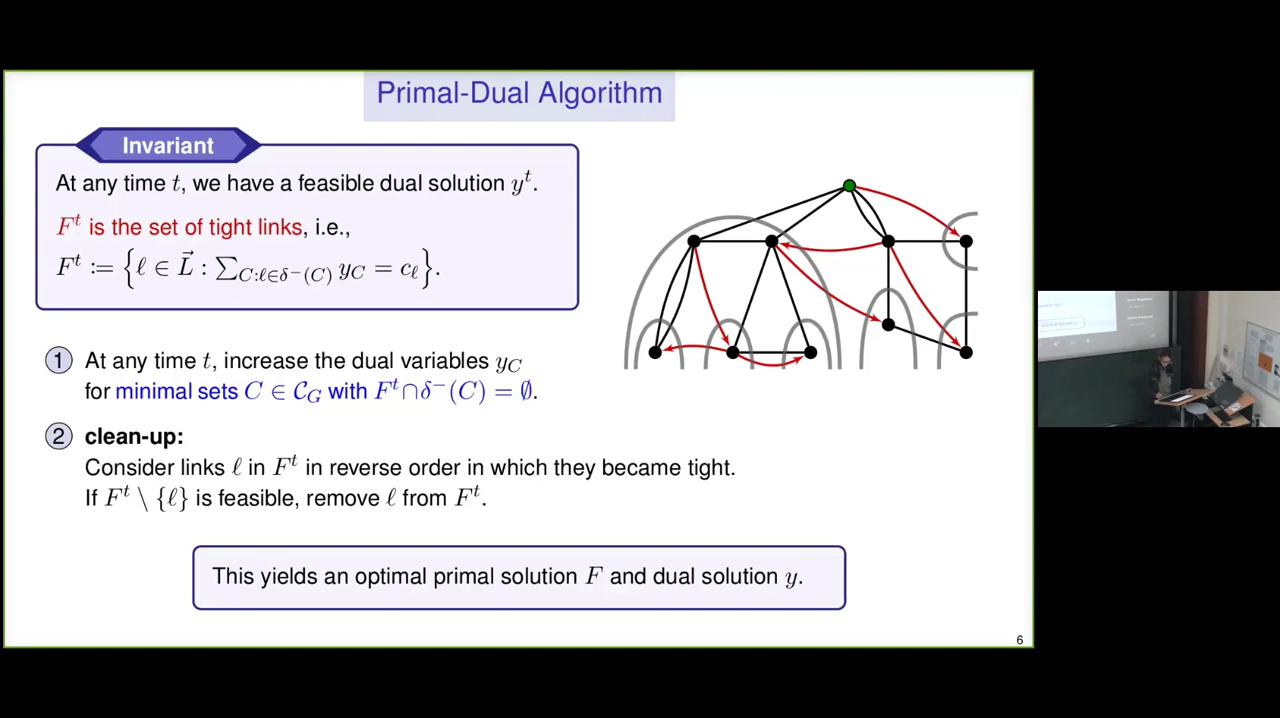 Primal-Dual Algorithm
Invariant
At any time t, we have a feasible dual solution y^t.
F^t is the set of tight links, i.e.,
F^t := {ℓ ∈ L⃗ : ∑_{C:ℓ∈δ⁻(C)} y_C = c_ℓ}.
1 At any time t, increase the dual variables y_C
for minimal sets C ∈ 𝒞_G with F^t ∩ δ⁻(C) = ∅.
2 clean-up:
Consider links ℓ in F^t in reverse order in which they became tight.
If F^t \ {ℓ} is feasible, remove ℓ from F^t.
This yields an optimal primal solution F and dual solution y.
6